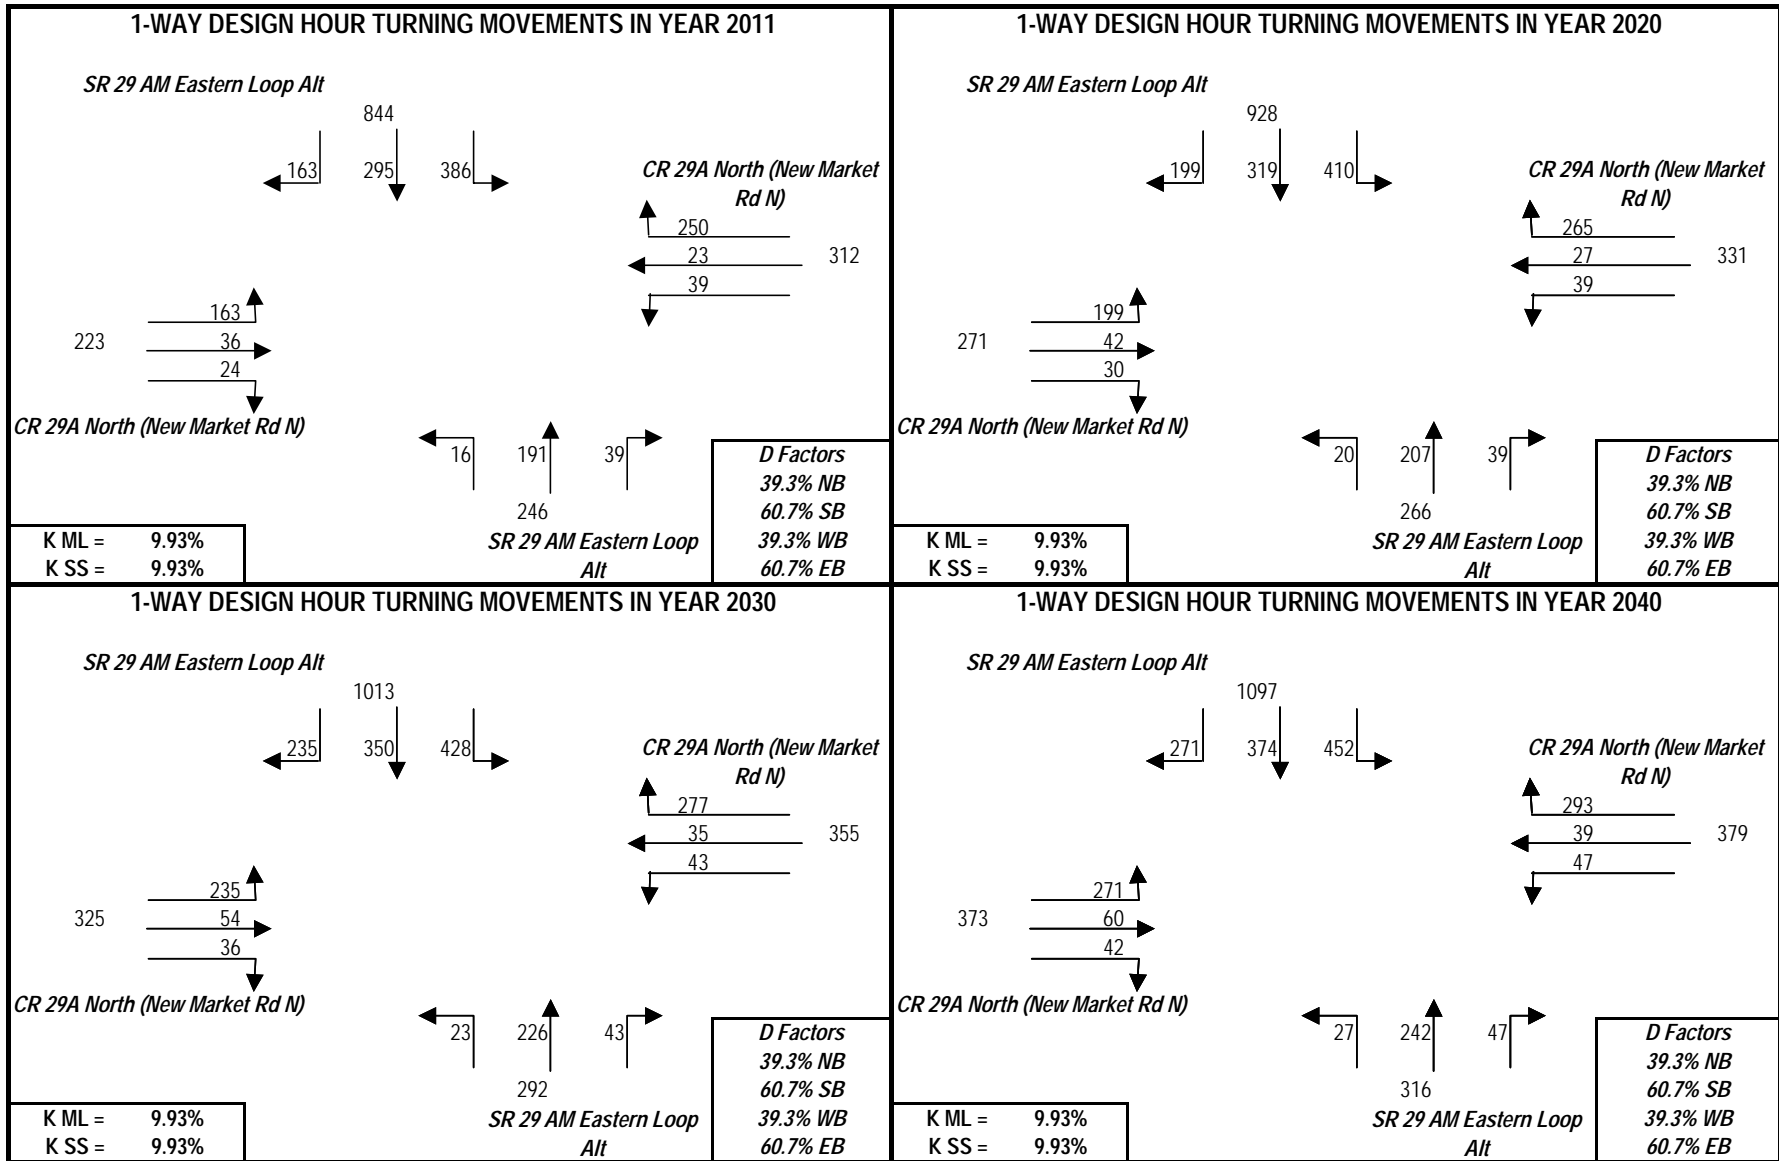 1-WAY DESIGN HOUR TURNING MOVEMENTS IN YEAR 2011
SR 29 AM Eastern Loop Alt
844
163 295 386
CR 29A North (New Market
Rd N)
250
23 312
39
163
223 36
24
CR 29A North (New Market Rd N)
16 191 39
246
SR 29 AM Eastern Loop
Alt
D Factors
39.3% NB
60.7% SB
39.3% WB
60.7% EB
K ML = 9.93%
K SS = 9.93%
1-WAY DESIGN HOUR TURNING MOVEMENTS IN YEAR 2020
SR 29 AM Eastern Loop Alt
928
199 319 410
CR 29A North (New Market
Rd N)
265
27 331
39
199
271 42
30
CR 29A North (New Market Rd N)
20 207 39
266
SR 29 AM Eastern Loop
Alt
D Factors
39.3% NB
60.7% SB
39.3% WB
60.7% EB
K ML = 9.93%
K SS = 9.93%
1-WAY DESIGN HOUR TURNING MOVEMENTS IN YEAR 2030
SR 29 AM Eastern Loop Alt
1013
235 350 428
CR 29A North (New Market
Rd N)
277
35 355
43
235
325 54
36
CR 29A North (New Market Rd N)
23 226 43
292
SR 29 AM Eastern Loop
Alt
D Factors
39.3% NB
60.7% SB
39.3% WB
60.7% EB
K ML = 9.93%
K SS = 9.93%
1-WAY DESIGN HOUR TURNING MOVEMENTS IN YEAR 2040
SR 29 AM Eastern Loop Alt
1097
271 374 452
CR 29A North (New Market
Rd N)
293
39 379
47
271
373 60
42
CR 29A North (New Market Rd N)
27 242 47
316
SR 29 AM Eastern Loop
Alt
D Factors
39.3% NB
60.7% SB
39.3% WB
60.7% EB
K ML = 9.93%
K SS = 9.93%